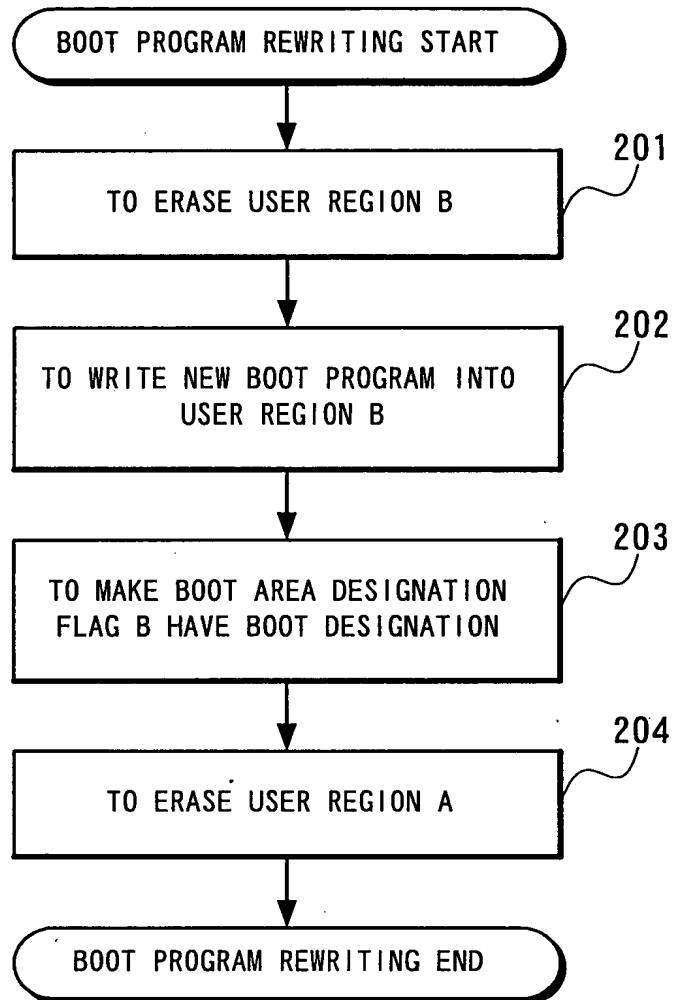 BOOT PROGRAM REWRITING START
201
TO ERASE USER REGION B
202
TO WRITE NEW BOOT PROGRAM INTO
USER REGION B
203
TO MAKE BOOT AREA DESIGNATION
FLAG B HAVE BOOT DESIGNATION
204
TO ERASE USER REGION A
BOOT PROGRAM REWRITING END